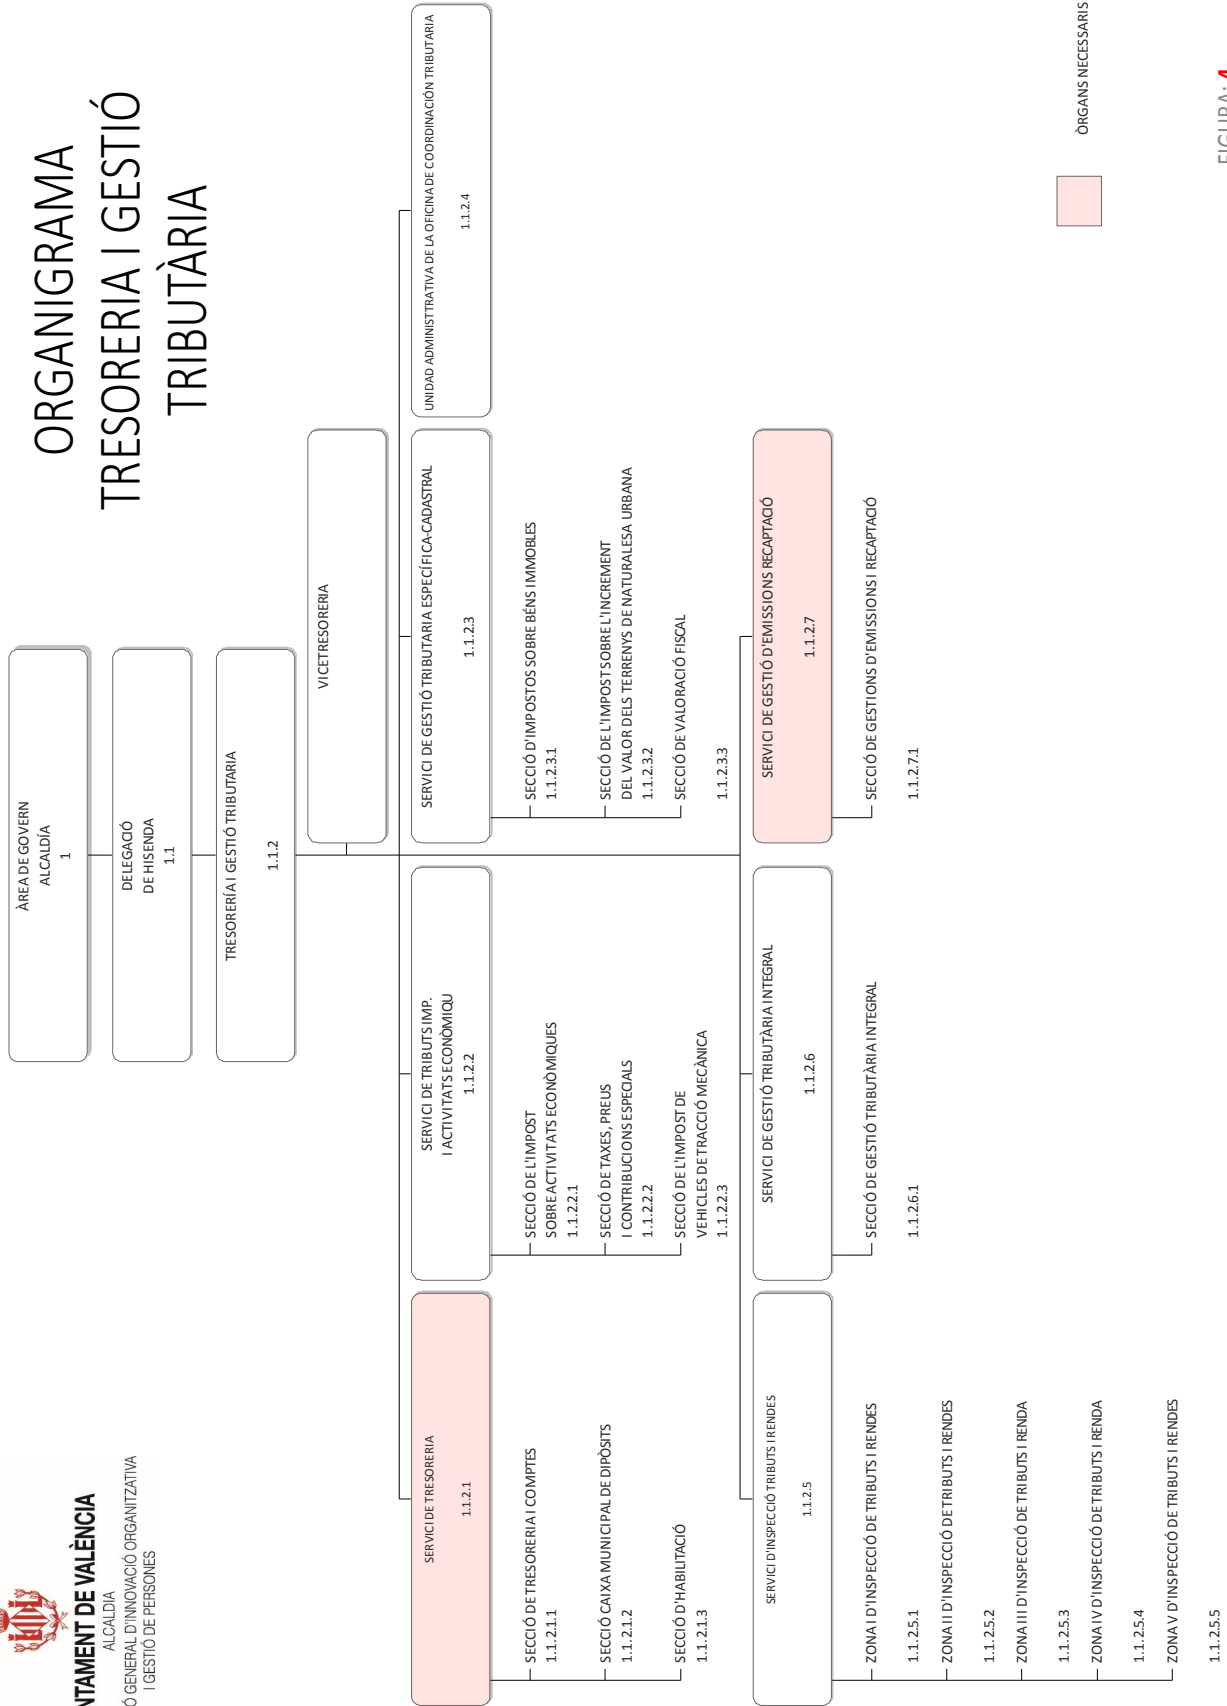 NTAMENT DE VALÈNCIA
ALCALDIA
Ó GENERAL D'INNOVACIÓ ORGANITZATIVA
I GESTIÓ DE PERSONES
ORGANIGRAMA
TRESORERIA I GESTIÓ
TRIBUTÀRIA
ÀREA DE GOVERN
ALCALDÍA
1
DELEGACIÓ
DE HISENDA
1.1
TRESORERÍA I GESTIÓ TRIBUTARIA
1.1.2
VICETRESORERIA
SERVICI DE TRESORERIA
1.1.2.1
SECCIÓ DE TRESORERIA I COMPTES
1.1.2.1.1
SECCIÓ CAIXA MUNICIPAL DE DIPÒSITS
1.1.2.1.2
SECCIÓ D'HABILITACIÓ
1.1.2.1.3
SERVICI DE TRIBUTS IMP.
I ACTIVITATS ECONÒMIQU
1.1.2.2
SECCIÓ DE L'IMPOST
SOBRE ACTIVITATS ECONÒMIQUES
1.1.2.2.1
SECCIÓ DE TAXES, PREUS
I CONTRIBUCIONS ESPECIALS
1.1.2.2.2
SECCIÓ DE L'IMPOST DE
VEHICLES DE TRACCIÓ MECÀNICA
1.1.2.2.3
SERVICI DE GESTIÓ TRIBUTARIA ESPECÍFICA-CADASTRAL
1.1.2.3
SECCIÓ D'IMPOSTOS SOBRE BÉNS IMMOBLES
1.1.2.3.1
SECCIÓ DE L'IMPOST SOBRE L'INCREMENT
DEL VALOR DELS TERRENYS DE NATURALESA URBANA
1.1.2.3.2
SECCIÓ DE VALORACIÓ FISCAL
1.1.2.3.3
UNIDAD ADMINISTTRATIVA DE LA OFICINA DE COORDINACIÓN TRIBUTARIA
1.1.2.4
SERVICI D'INSPECCIÓ TRIBUTS I RENDES
1.1.2.5
ZONA I D'INSPECCIÓ DE TRIBUTS I RENDES
1.1.2.5.1
ZONA II D'INSPECCIÓ DE TRIBUTS I RENDES
1.1.2.5.2
ZONA III D'INSPECCIÓ DE TRIBUTS I RENDA
1.1.2.5.3
ZONA IV D'INSPECCIÓ DE TRIBUTS I RENDA
1.1.2.5.4
ZONA V D'INSPECCIÓ DE TRIBUTS I RENDES
1.1.2.5.5
SERVICI DE GESTIÓ TRIBUTÀRIA INTEGRAL
1.1.2.6
SECCIÓ DE GESTIÓ TRIBUTÀRIA INTEGRAL
1.1.2.6.1
SERVICI DE GESTIÓ D'EMISSIONS RECAPTACIÓ
1.1.2.7
SECCIÓ DE GESTIONS D'EMISSIONS I RECAPTACIÓ
1.1.2.7.1
ÒRGANS NECESSARIS
FIGURA: 4